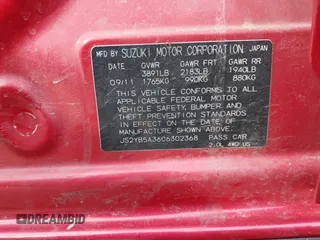 MFD BY SUZUKI MOTOR CORPORATION JAPAN
DATE GVWR GAWR FRT GAWR RR
3891LB 2183LB 1940LB
09/11 1765KG 990KG 880KG
THIS VEHICLE CONFORMS TO ALL
APPLICABLE FEDERAL MOTOR
VEHICLE SAFETY, BUMPER, AND
THEFT PREVENTION STANDARDS
IN EFFECT ON THE DATE OF
MANUFACTURE SHOWN ABOVE.
JS2YB5A36C6302368 PASS CAR
2.0L 4WD US
DREAMBID